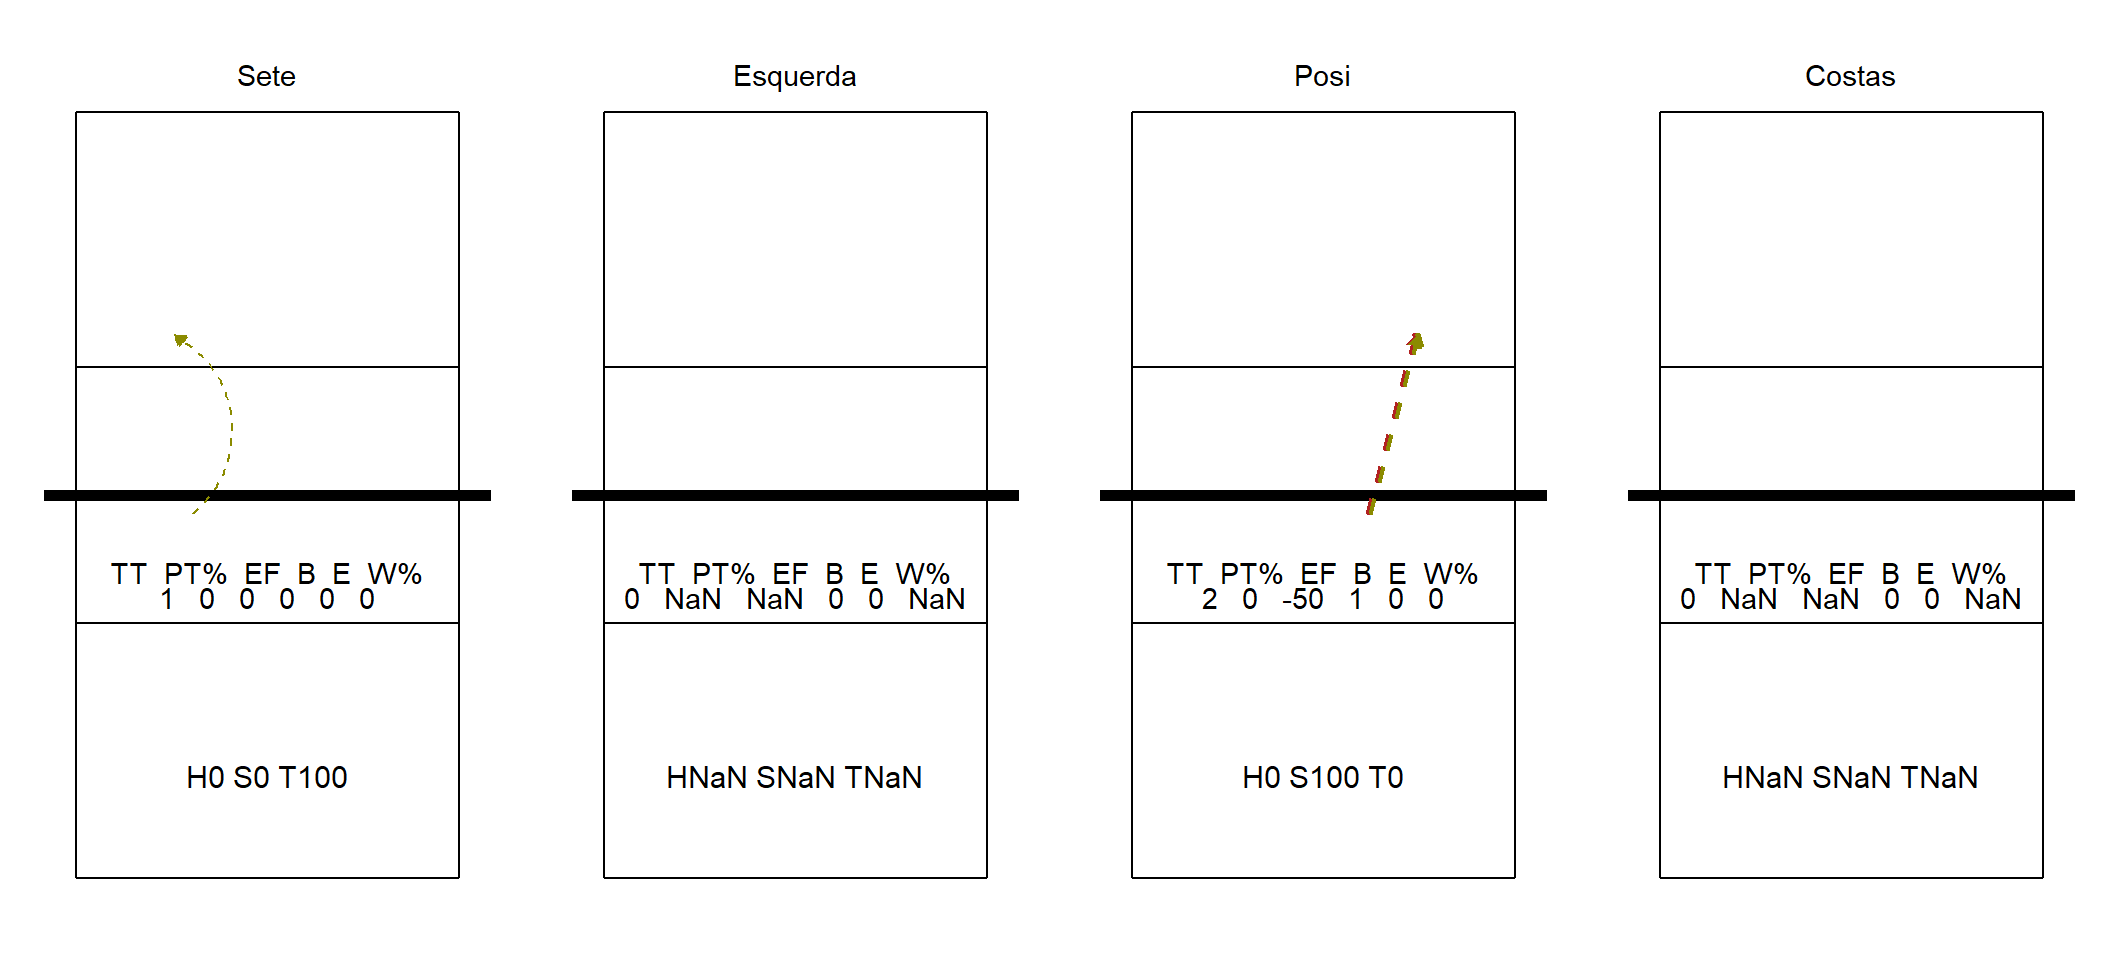 Sete
TT PT% EF B E W%
1 0 0 0 0 0
H0 S0 T100
Esquerda
TT PT% EF B E W%
0 NaN NaN 0 0 NaN
HNaN SNaN TNaN
Posi
TT PT% EF B E W%
2 0 -50 1 0 0
H0 S100 T0
Costas
TT PT% EF B E W%
0 NaN NaN 0 0 NaN
HNaN SNaN TNaN